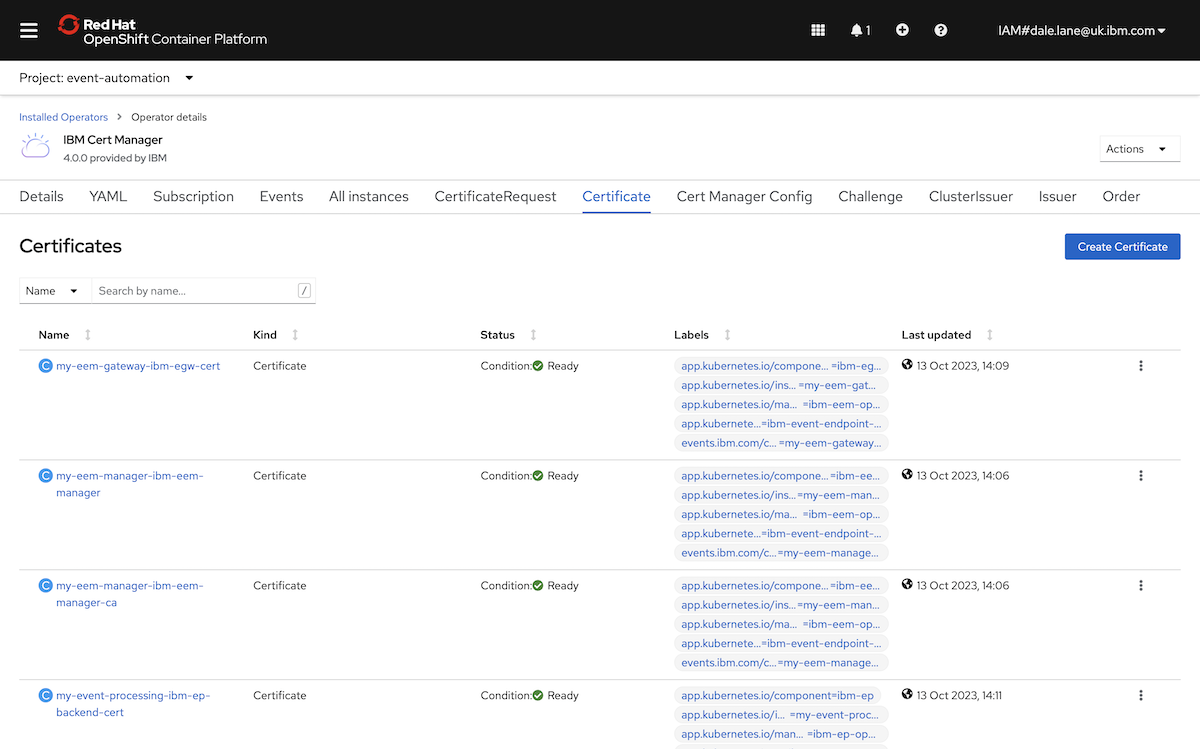 Red Hat
OpenShift Container Platform
1
IAM#dale.lane@uk.ibm.com
Project: event-automation
Installed Operators > Operator details
IBM Cert Manager
4.0.0 provided by IBM
Actions
Details YAML Subscription Events All instances CertificateRequest Certificate Cert Manager Config Challenge ClusterIssuer Issuer Order
Certificates
Create Certificate
Name Search by name... /
Name Kind Status Labels Last updated
C my-eem-gateway-ibm-egw-cert Certificate Condition: Ready app.kubernetes.io/compone... =ibm-eg... 13 Oct 2023, 14:09
app.kubernetes.io/ins... =my-eem-gat...
app.kubernetes.io/ma... =ibm-eem-op...
app.kubernete...=ibm-event-endpoint-...
events.ibm.com/c... =my-eem-gateway...
C my-eem-manager-ibm-eem- Certificate Condition: Ready app.kubernetes.io/compone... =ibm-ee... 13 Oct 2023, 14:06
manager app.kubernetes.io/ins...=my-eem-man...
app.kubernetes.io/ma... =ibm-eem-op...
app.kubernete...=ibm-event-endpoint-...
events.ibm.com/c...=my-eem-manage...
C my-eem-manager-ibm-eem- Certificate Condition: Ready app.kubernetes.io/compone... =ibm-ee... 13 Oct 2023, 14:06
manager-ca app.kubernetes.io/ins...=my-eem-man...
app.kubernetes.io/ma... =ibm-eem-op...
app.kubernete...=ibm-event-endpoint-...
events.ibm.com/c...=my-eem-manage...
C my-event-processing-ibm-ep- Certificate Condition: Ready app.kubernetes.io/component=ibm-ep 13 Oct 2023, 14:11
backend-cert app.kubernetes.io/i... =my-event-proc...
app.kubernetes.io/man... =ibm-ep-op...